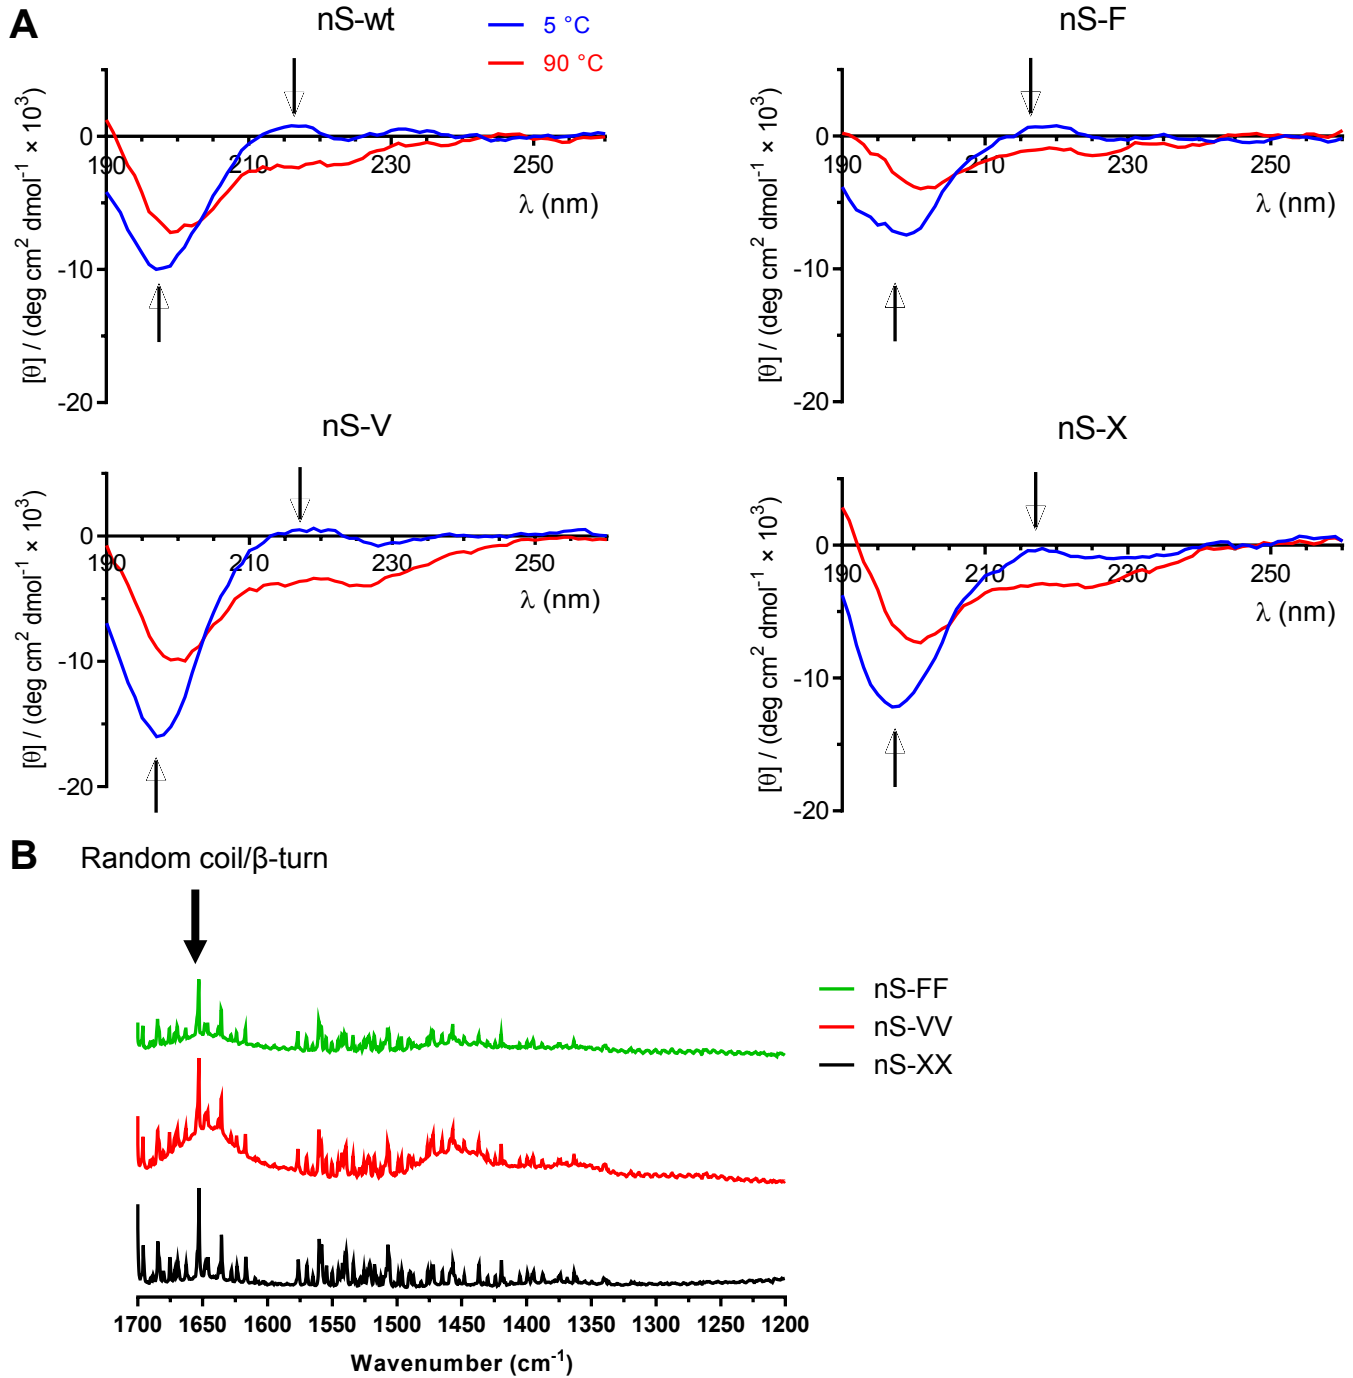 A
nS-wt
5 °C
90 °C
nS-F
0
190
210
230
250
-10
-20
λ (nm)
[θ] / (deg cm² dmol⁻¹ × 10³)
0
190
210
230
250
-10
-20
λ (nm)
[θ] / (deg cm² dmol⁻¹ × 10³)
nS-V
nS-X
0
190
210
230
250
-10
-20
λ (nm)
[θ] / (deg cm² dmol⁻¹ × 10³)
0
190
210
230
250
-10
-20
λ (nm)
[θ] / (deg cm² dmol⁻¹ × 10³)
B
Random coil/β-turn
nS-FF
nS-VV
nS-XX
1700 1650 1600 1550 1500 1450 1400 1350 1300 1250 1200
Wavenumber (cm⁻¹)